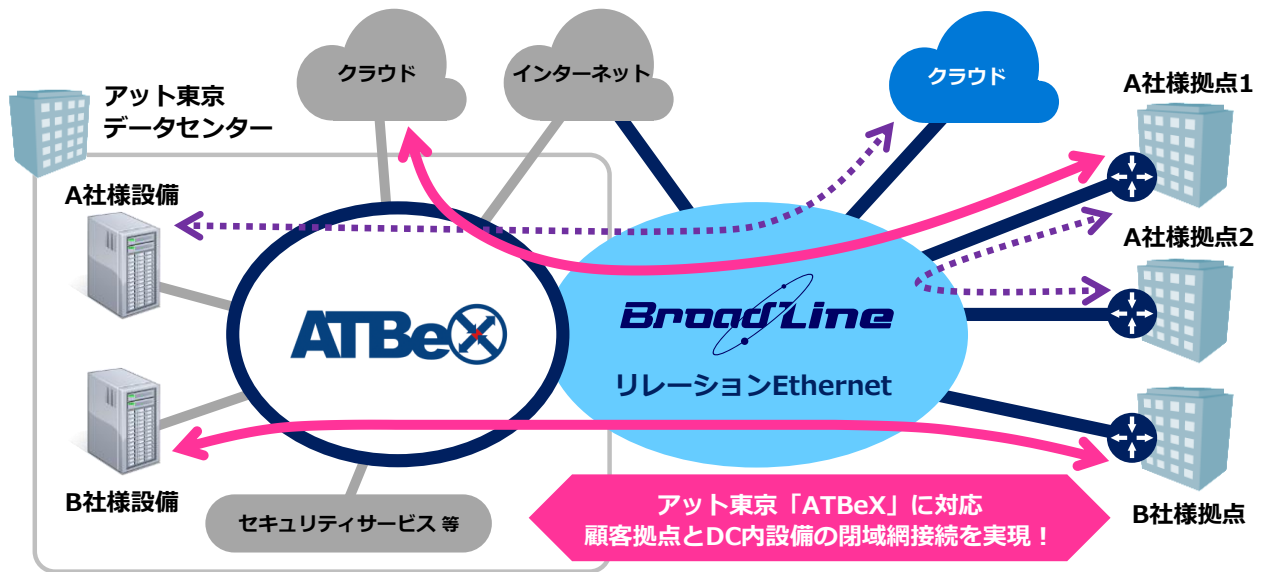 クラウド
インターネット
クラウド
アット東京
データセンター
A社様拠点1
A社様設備
A社様拠点2
ATBeX
BroadLine
リレーションEthernet
B社様設備
セキュリティサービス 等
アット東京「ATBeX」に対応
顧客拠点とDC内設備の閉域網接続を実現！
B社様拠点